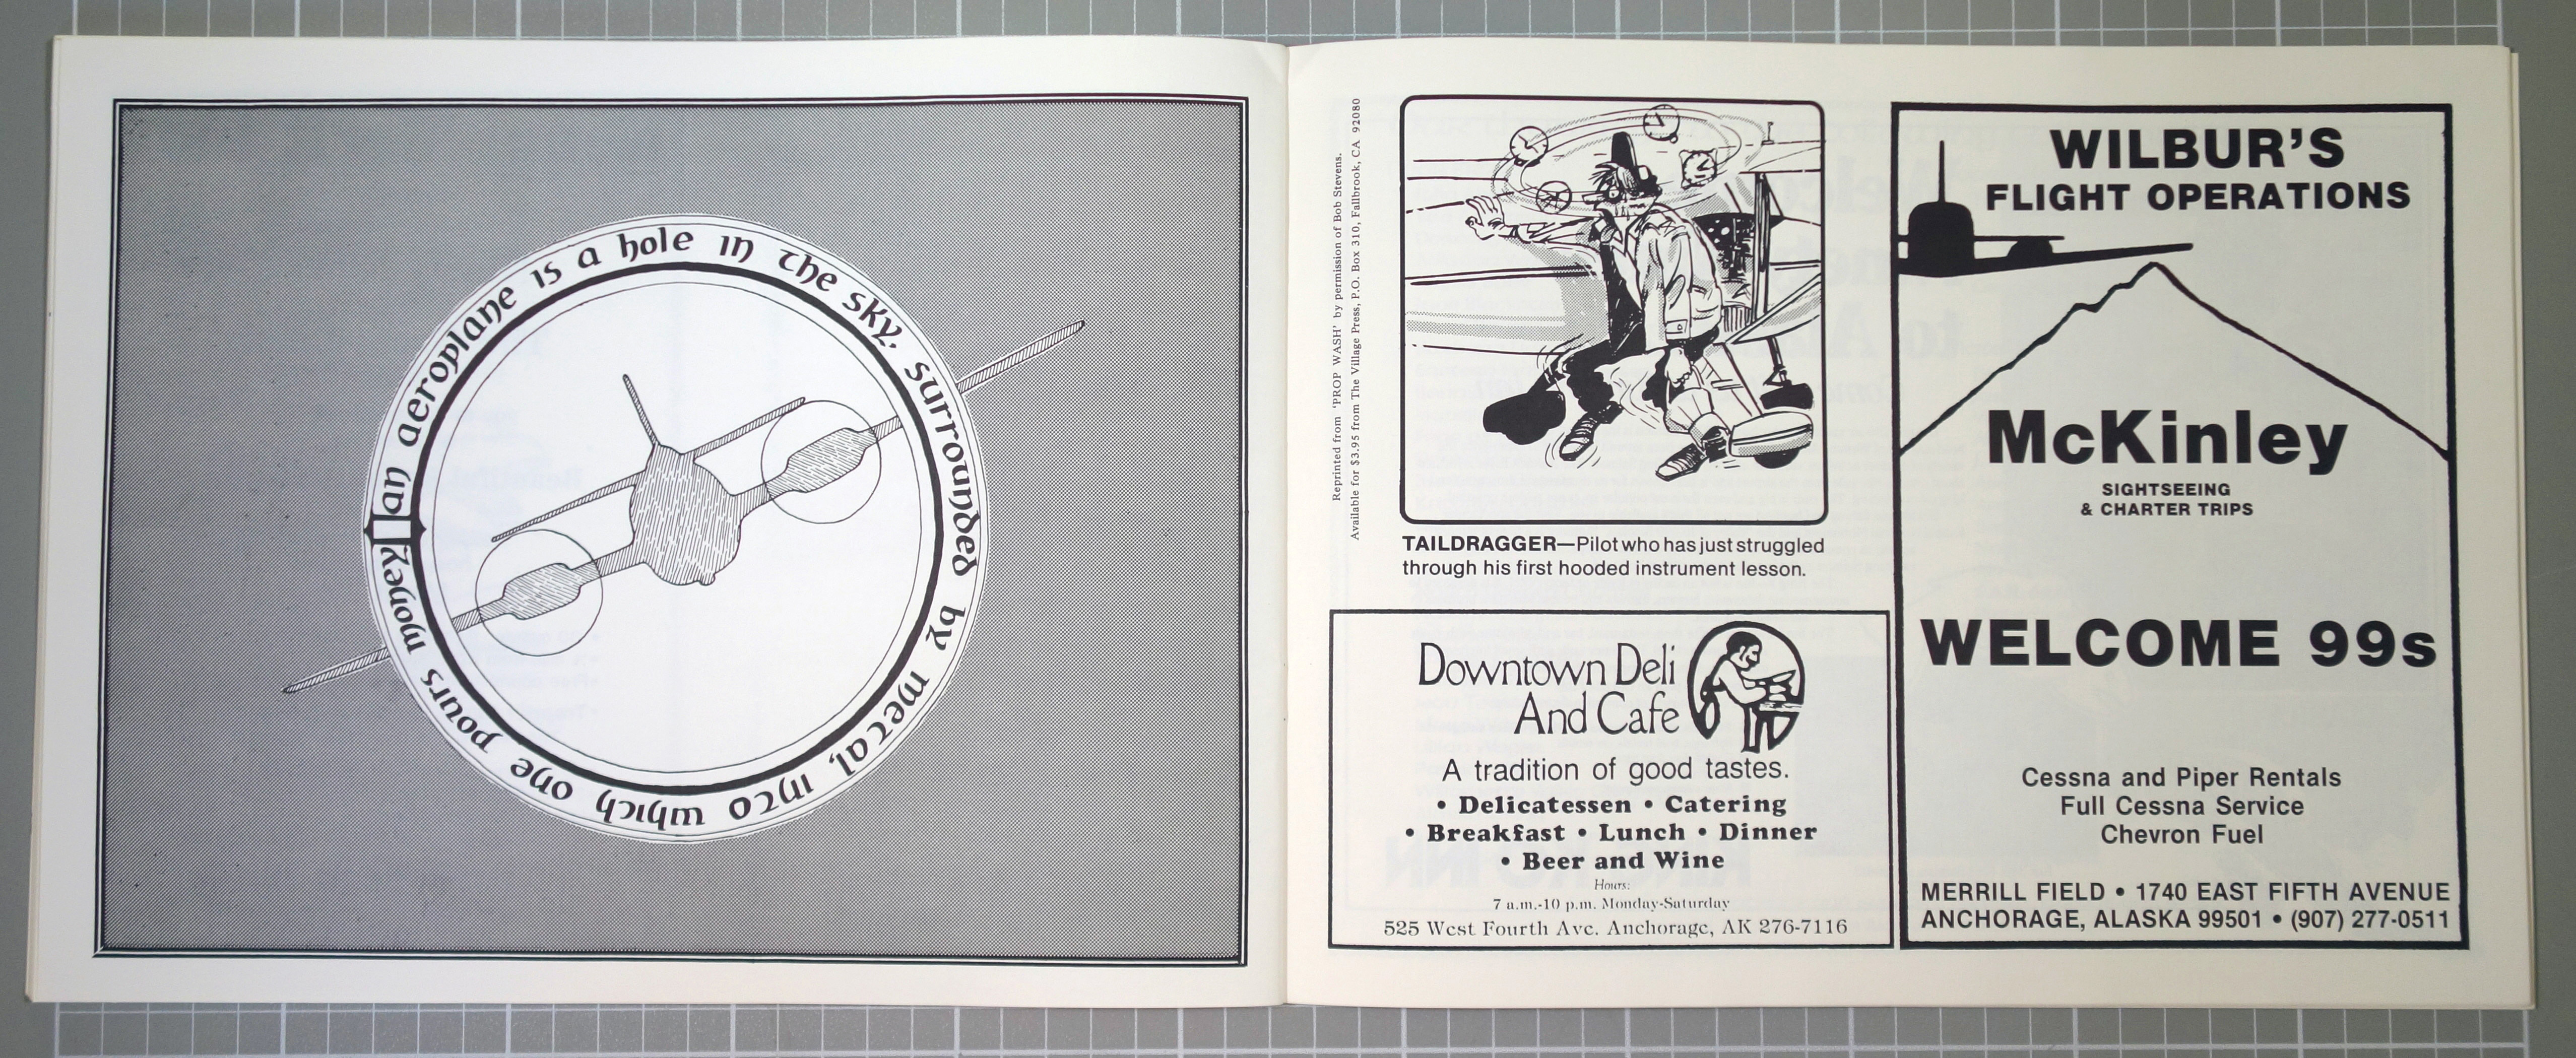 an aeroplane is a hole in the sky, surrounded by metal, into which one pours money
Reprinted from 'PROP WASH' by permission of Bob Stevens.
Available for $3.95 from The Village Press, P.O. Box 310, Fallbrook, CA 92080
TAILDRAGGER—Pilot who has just struggled
through his first hooded instrument lesson.
Downtown Deli
And Cafe
A tradition of good tastes.
• Delicatessen • Catering
• Breakfast • Lunch • Dinner
• Beer and Wine
Hours:
7 a.m.-10 p.m. Monday-Saturday
525 West Fourth Ave. Anchorage, AK 276-7116
WILBUR'S
FLIGHT OPERATIONS
McKinley
SIGHTSEEING
& CHARTER TRIPS
WELCOME 99s
Cessna and Piper Rentals
Full Cessna Service
Chevron Fuel
MERRILL FIELD • 1740 EAST FIFTH AVENUE
ANCHORAGE, ALASKA 99501 • (907) 277-0511